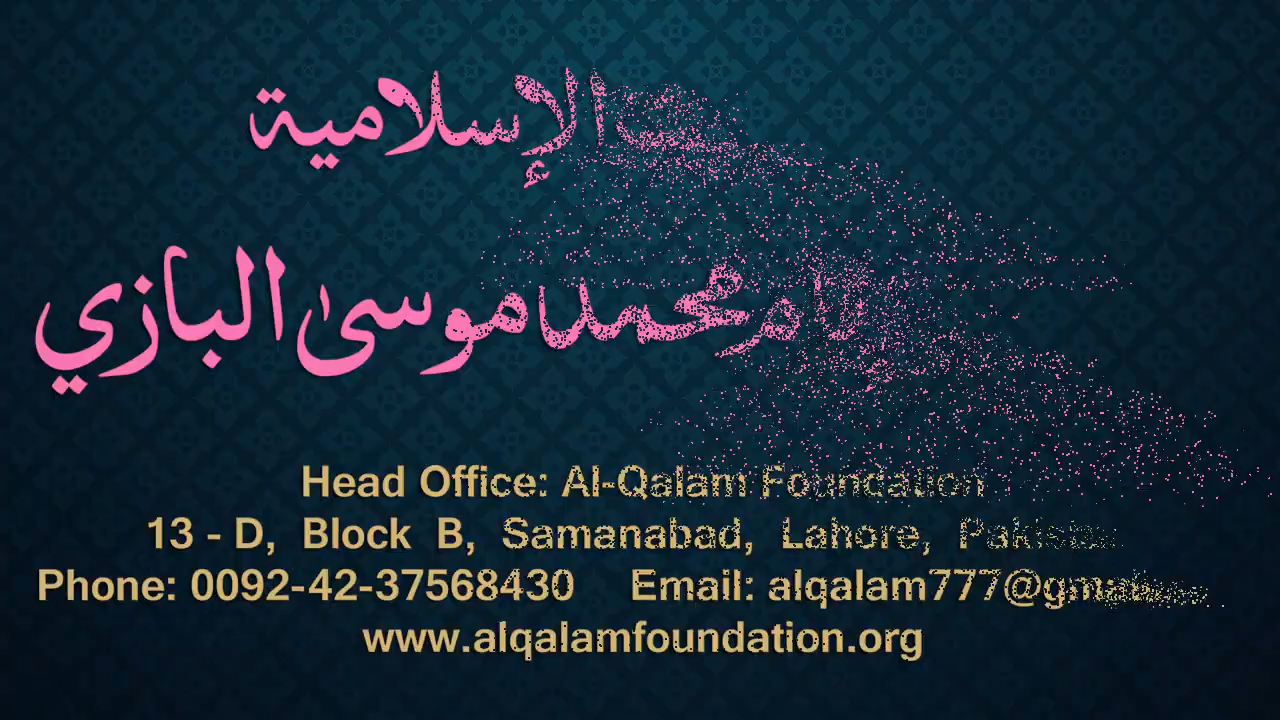 الإسلامية
محمد موسىٰ البازي
Head Office: Al-Qalam Foundation
13 - D, Block B, Samanabad, Lahore, Pakistan
Phone: 0092-42-37568430 Email:
www.alqalamfoundation.org